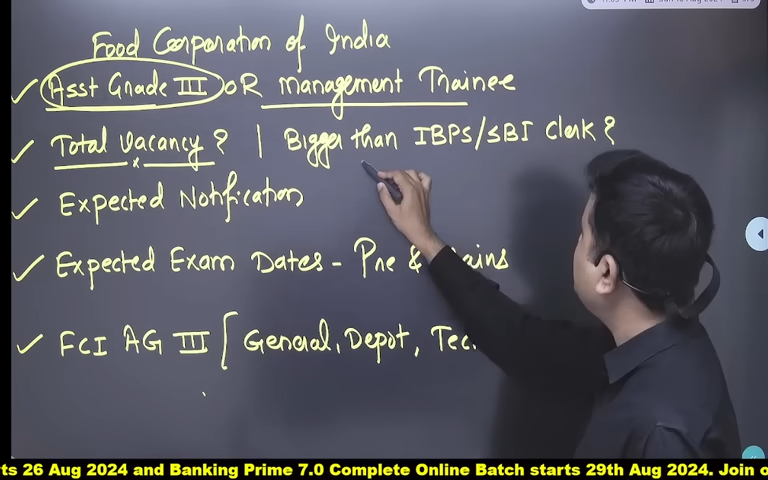 Food Corporation of India
Asst Grade III OR Management Trainee
Total Vacancy ? | Bigger than IBPS/SBI Clerk ?
Expected Notification
Expected Exam Dates - Pre &
FCI AG III [ General, Depot, Tec
ts 26 Aug 2024 and Banking Prime 7.0 Complete Online Batch starts 29th Aug 2024. Join o